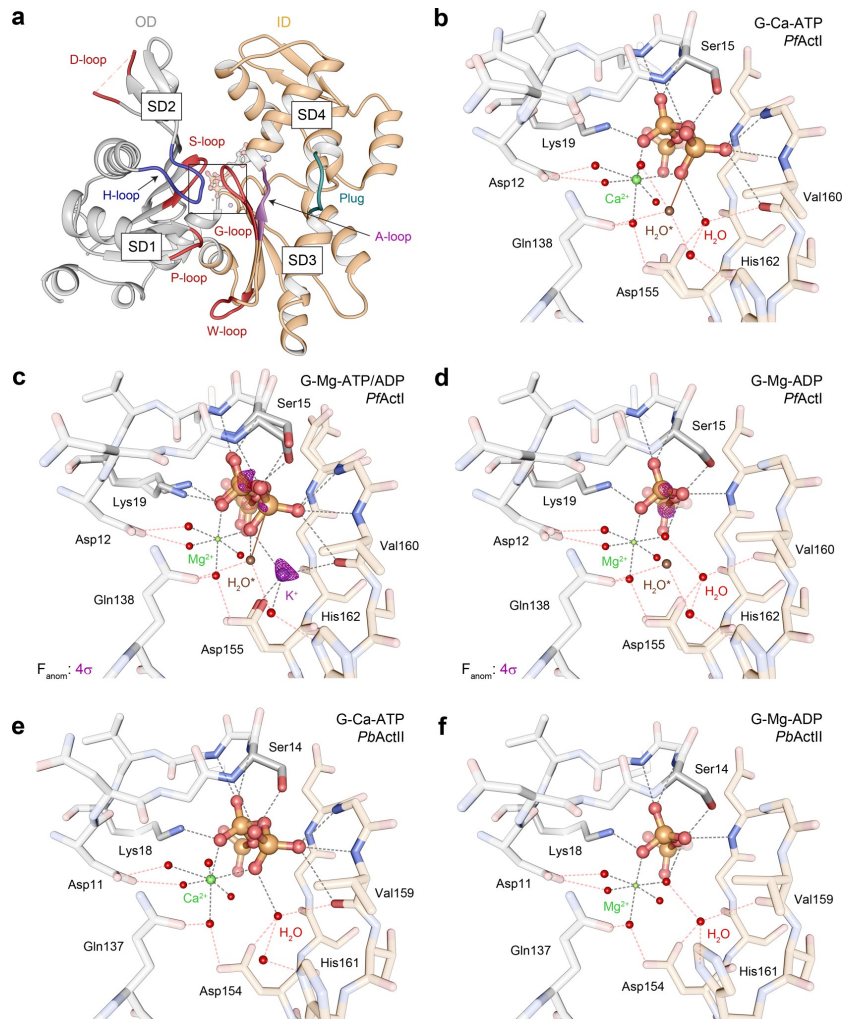 a
OD
ID
D-loop
SD2
SD4
S-loop
H-loop
Plug
G-loop
A-loop
SD1
SD3
P-loop
W-loop
b
G-Ca-ATP
PfActI
Ser15
Lys19
Asp12
Ca²⁺
Val160
H₂O*
H₂O
Gln138
His162
Asp155
c
G-Mg-ATP/ADP
PfActI
Ser15
Lys19
Asp12
Mg²⁺
Val160
H₂O*
K⁺
Gln138
His162
Asp155
Fanom: 4σ
d
G-Mg-ADP
PfActI
Ser15
Lys19
Asp12
Mg²⁺
Val160
H₂O*
H₂O
Gln138
His162
Asp155
Fanom: 4σ
e
G-Ca-ATP
PbActII
Ser14
Lys18
Asp11
Ca²⁺
Val159
H₂O
Gln137
His161
Asp154
f
G-Mg-ADP
PbActII
Ser14
Lys18
Asp11
Mg²⁺
Val159
H₂O
Gln137
His161
Asp154